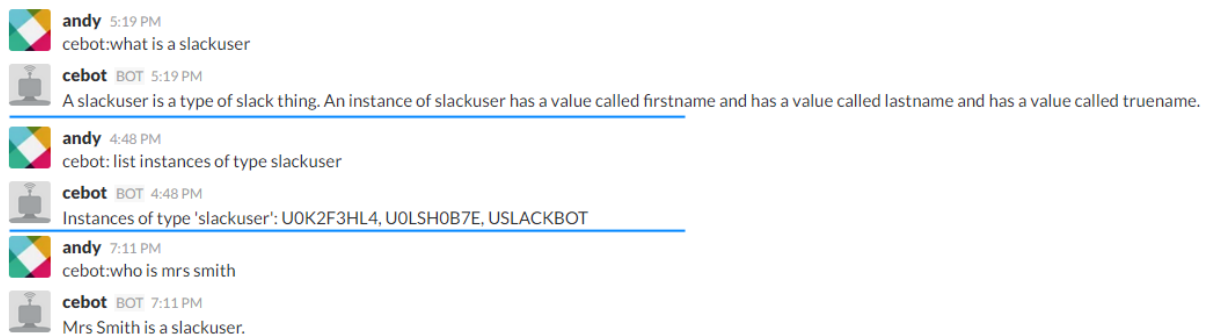 andy 5:19 PM
cebot:what is a slackuser
cebot BOT 5:19 PM
A slackuser is a type of slack thing. An instance of slackuser has a value called firstname and has a value called lastname and has a value called truename.
andy 4:48 PM
cebot: list instances of type slackuser
cebot BOT 4:48 PM
Instances of type 'slackuser': U0K2F3HL4, U0LSH0B7E, USLACKBOT
andy 7:11 PM
cebot:who is mrs smith
cebot BOT 7:11 PM
Mrs Smith is a slackuser.